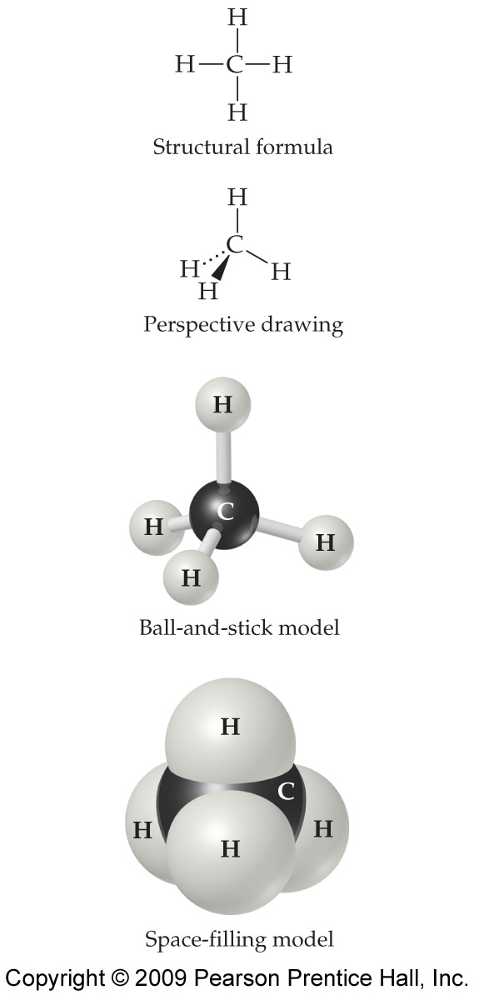 H
H—C—H
H
Structural formula
H
C
H
H
H
Perspective drawing
H
C
H
H
H
Ball-and-stick model
H
C
H
H
H
Space-filling model
Copyright © 2009 Pearson Prentice Hall, Inc.